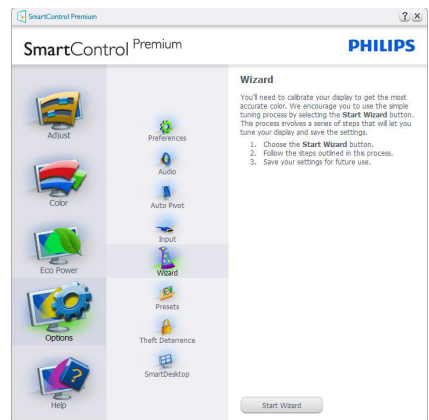 SmartControl Premium
SmartControl Premium
PHILIPS
Adjust
Color
Eco Power
Options
Help
Preferences
Audio
Auto Pivot
Input
Wizard
Presets
Theft Deterrence
SmartDesktop
Wizard
You'll need to calibrate your display to get the most
accurate color. We encourage you to use the simple
tuning process by selecting the Start Wizard button.
This process involves a series of steps that will let you
tune your display and save the settings.
1. Choose the Start Wizard button.
2. Follow the steps outlined in this process.
3. Save your settings for future use.
Start Wizard